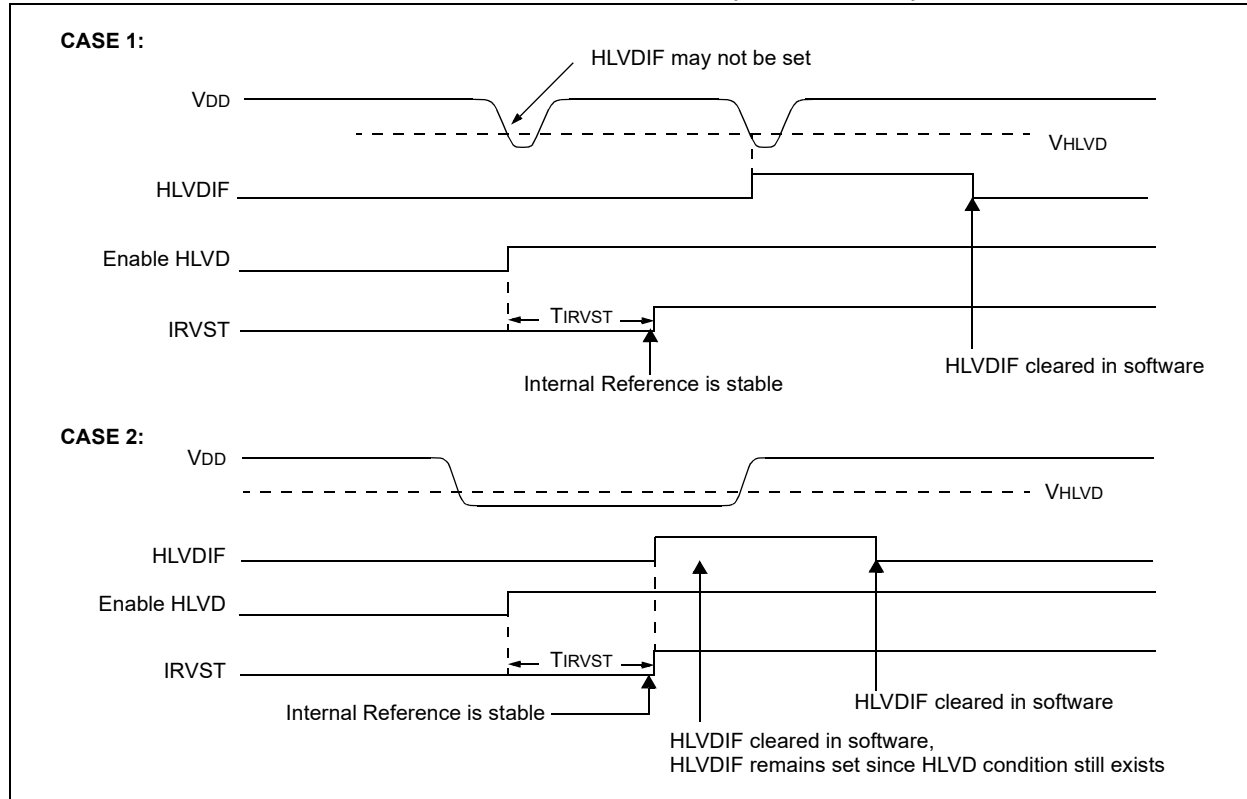 CASE 1:
HLVDIF may not be set
VDD
VHLVD
HLVDIF
Enable HLVD
TIRVST
IRVST
HLVDIF cleared in software
Internal Reference is stable
CASE 2:
VDD
VHLVD
HLVDIF
Enable HLVD
TIRVST
IRVST
HLVDIF cleared in software
Internal Reference is stable
HLVDIF cleared in software,
HLVDIF remains set since HLVD condition still exists